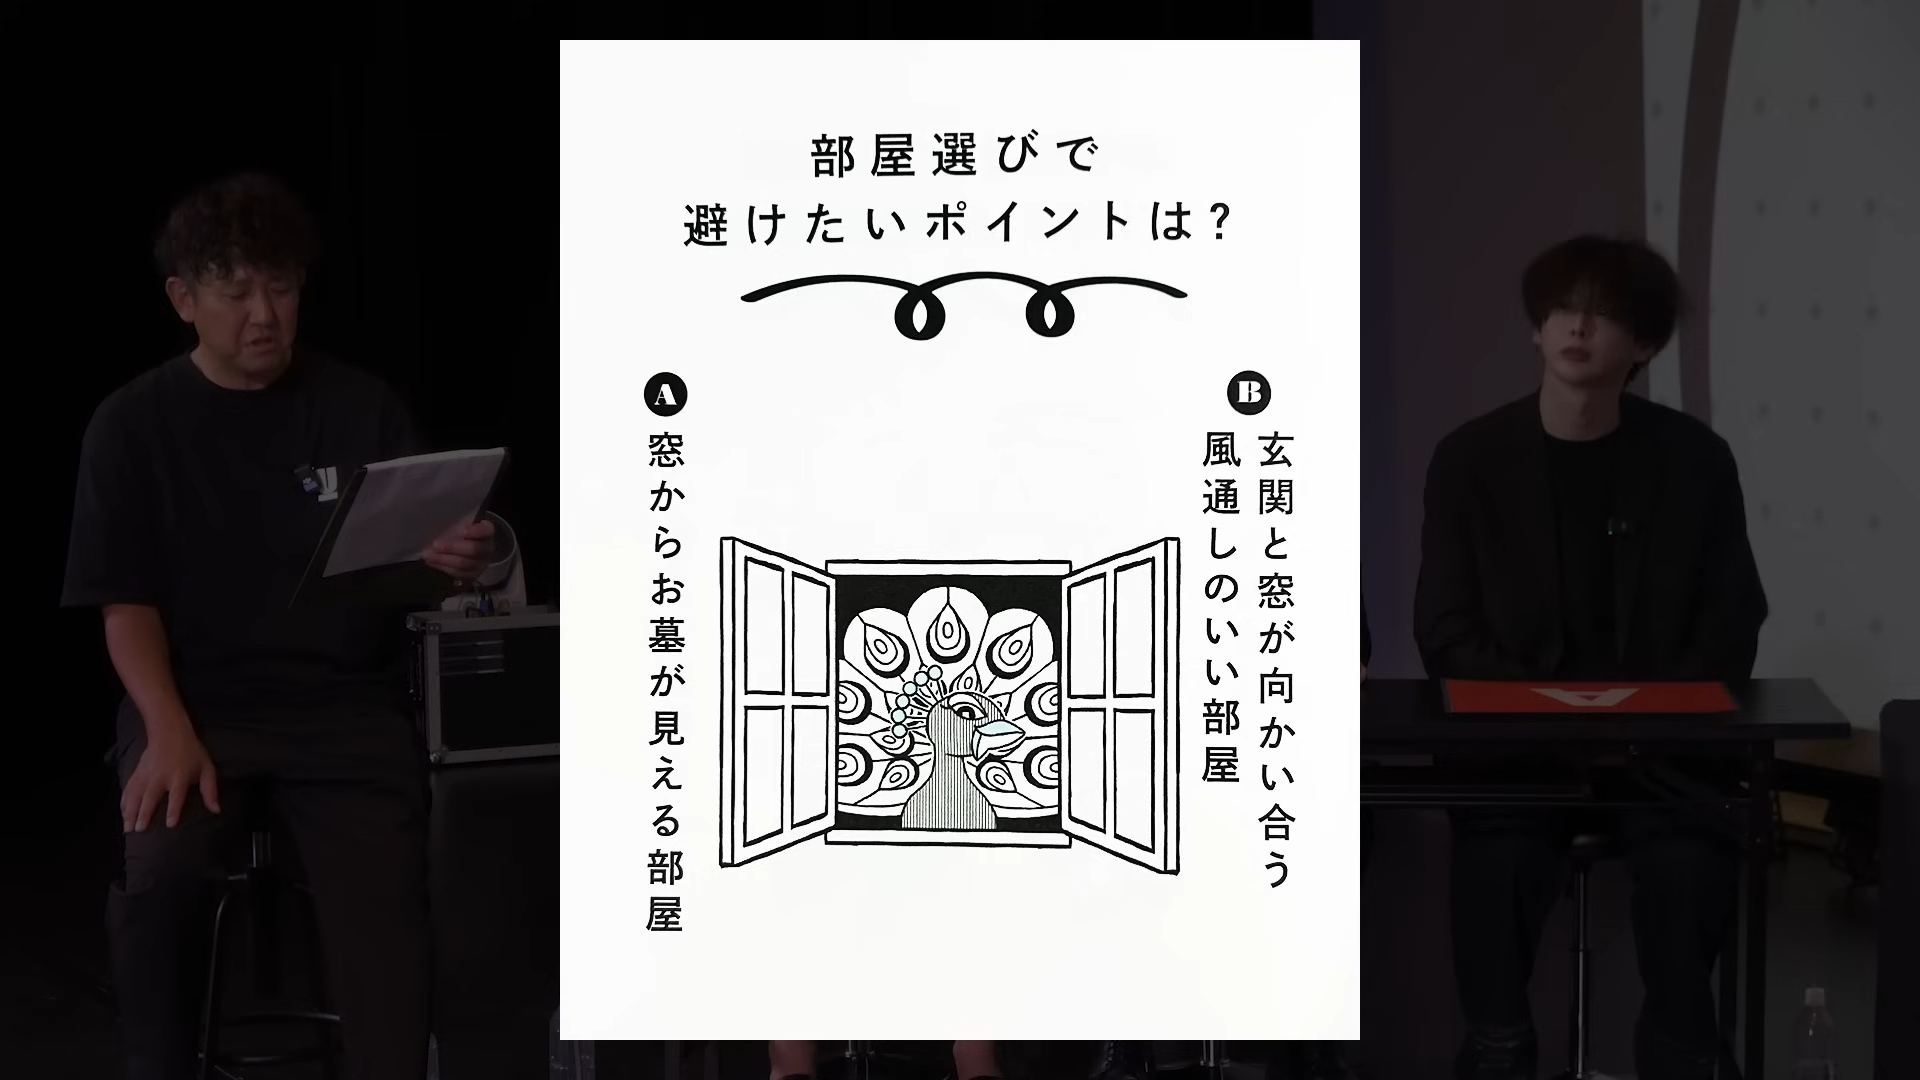 部屋選びで
避けたいポイントは？
A
窓からお墓が見える部屋
B
玄関と窓が向かい合う
風通しのいい部屋
A